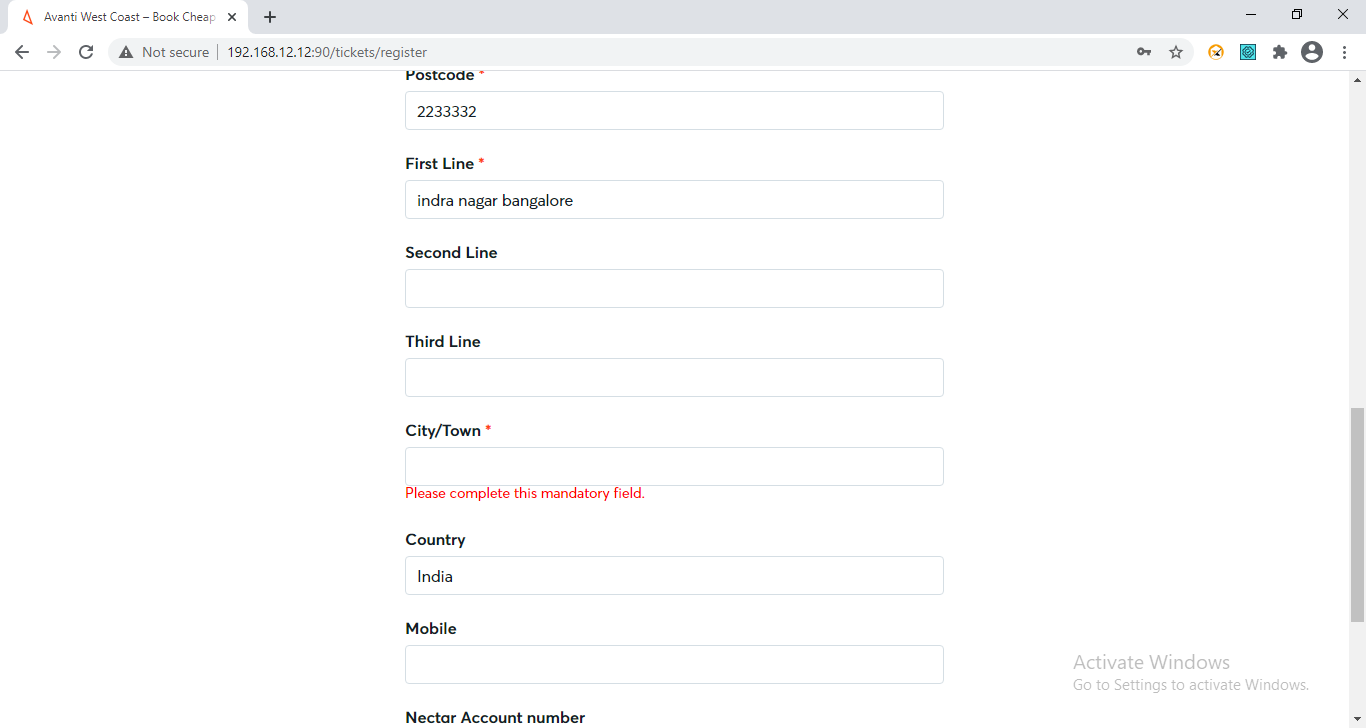 Avanti West Coast – Book Cheap
Not secure
192.168.12.12:90/tickets/register
Postcode *
2233332
First Line *
indra nagar bangalore
Second Line
Third Line
City/Town *
Please complete this mandatory field.
Country
India
Mobile
Activate Windows
Go to Settings to activate Windows.
Nectar Account number